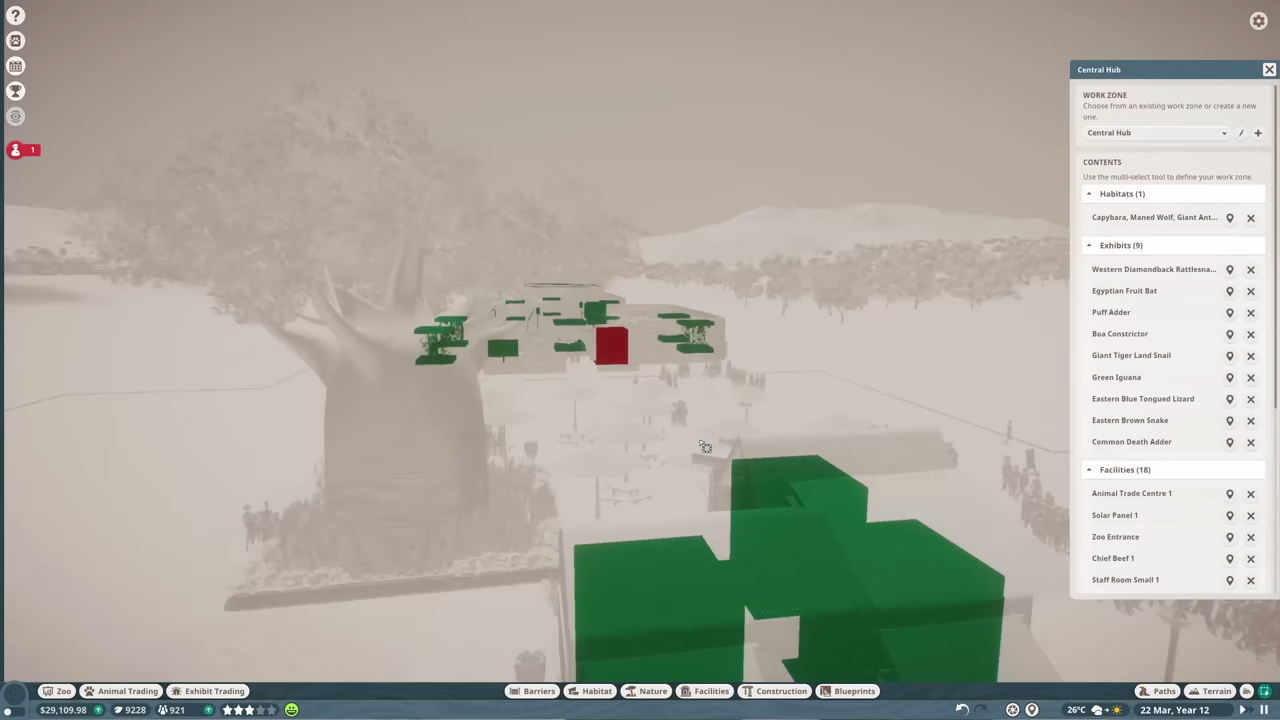 ?
1
Central Hub
WORK ZONE
Choose from an existing work zone or create a new
one.
Central Hub
CONTENTS
Use the multi-select tool to define your work zone.
Habitats (1)
Capybara, Maned Wolf, Giant Ant...
Exhibits (9)
Western Diamondback Rattlesna...
Egyptian Fruit Bat
Puff Adder
Boa Constrictor
Giant Tiger Land Snail
Green Iguana
Eastern Blue Tongued Lizard
Eastern Brown Snake
Common Death Adder
Facilities (18)
Animal Trade Centre 1
Solar Panel 1
Zoo Entrance
Chief Beef 1
Staff Room Small 1
Zoo Animal Trading Exhibit Trading Barriers Habitat Nature Facilities Construction Blueprints Paths Terrain
$29,109.98 9228 921 26°C 22 Mar, Year 12